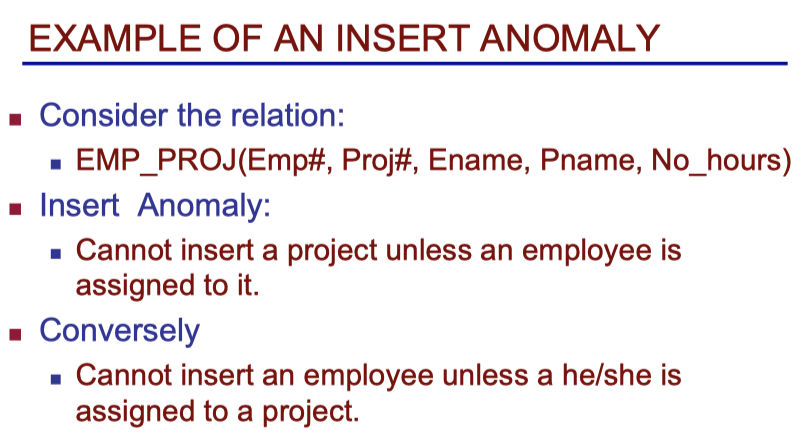 EXAMPLE OF AN INSERT ANOMALY
Consider the relation:
EMP_PROJ(Emp#, Proj#, Ename, Pname, No_hours)
Insert Anomaly:
Cannot insert a project unless an employee is
assigned to it.
Conversely
Cannot insert an employee unless a he/she is
assigned to a project.